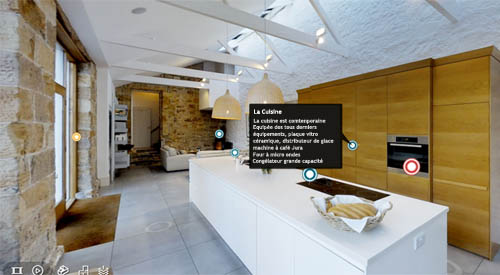 La Cuisine
La cuisine est comtemporaine
Equipée des tous derniers
équipements, plaque vitro
céramique, distributeur de glace
machine à café Jura
Four à micro ondes
Congélateur grande capacité